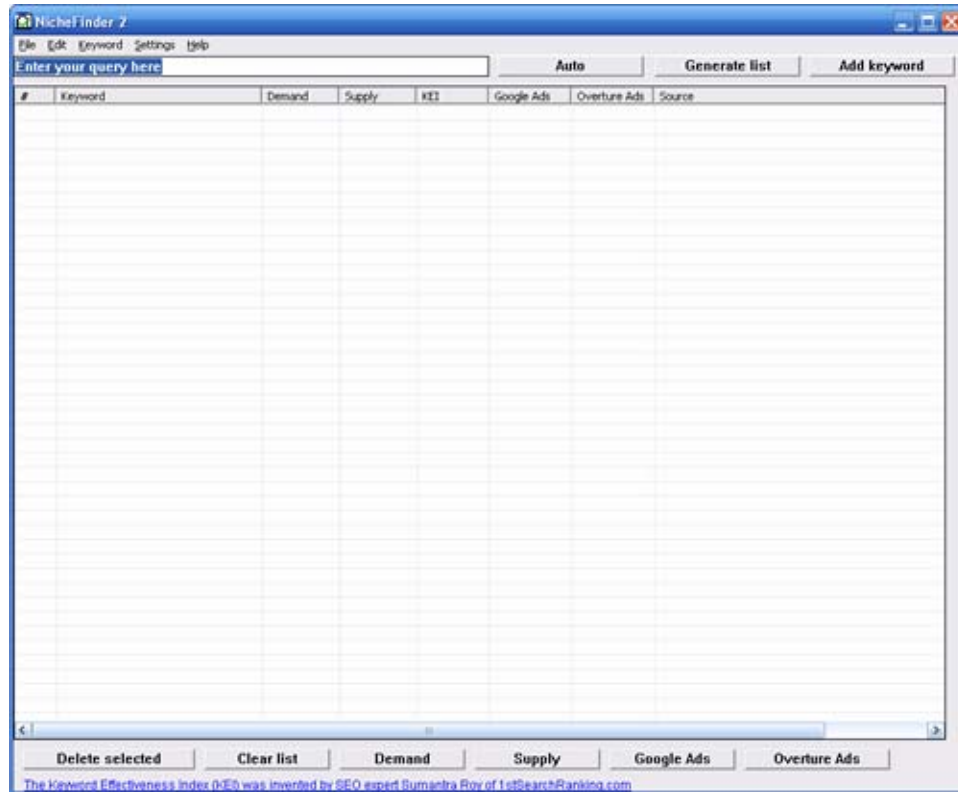 NicheFinder 2
File Edit Keyword Settings Help
Enter your query here Auto Generate list Add keyword
# Keyword Demand Supply KEI Google Ads Overture Ads Source
Delete selected Clear list Demand Supply Google Ads Overture Ads
The Keyword Effectiveness Index (KEI) was invented by SEO expert Sumantra Roy of 1stSearchRanking.com